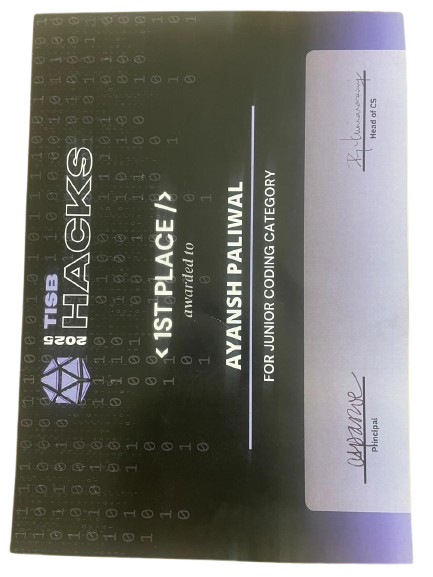 TISB
2025
HACKS
< 1ST PLACE />
awarded to
AYANSH PALIWAL
FOR JUNIOR CODING CATEGORY
Principal
Head of CS